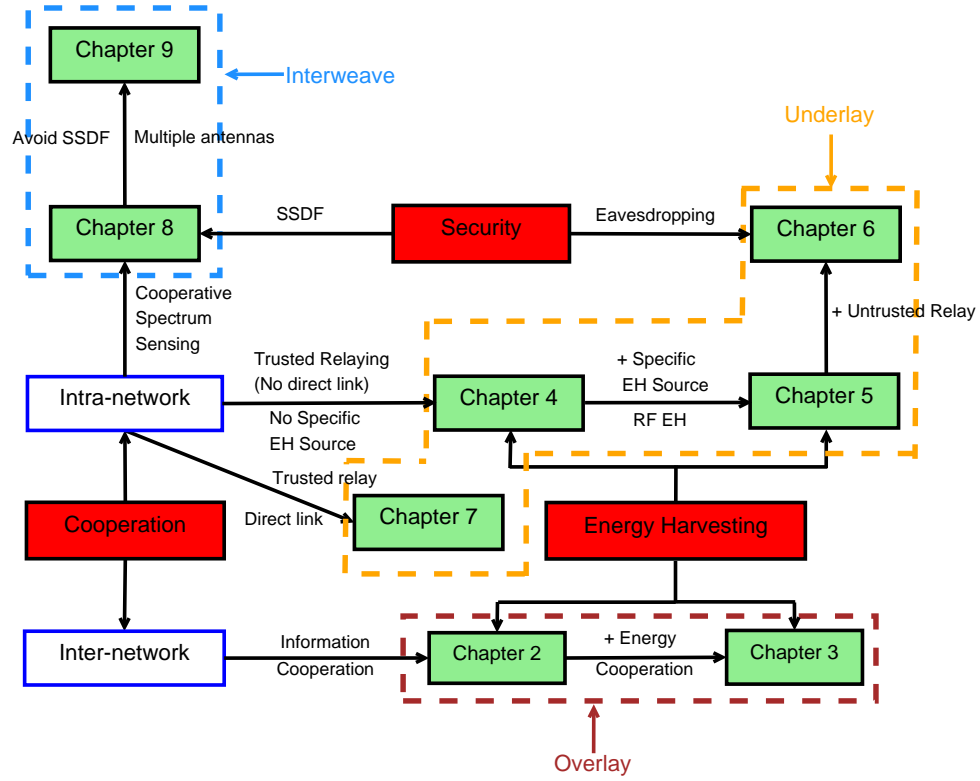 Chapter 9
Interweave
Avoid SSDF
Multiple antennas
Underlay
Chapter 8
SSDF
Security
Eavesdropping
Chapter 6
Cooperative
Spectrum
Sensing
+ Untrusted Relay
Intra-network
Trusted Relaying
(No direct link)
No Specific
EH Source
Chapter 4
+ Specific
EH Source
RF EH
Chapter 5
Trusted relay
Direct link
Chapter 7
Cooperation
Energy Harvesting
Inter-network
Information
Cooperation
Chapter 2
+ Energy
Cooperation
Chapter 3
Overlay